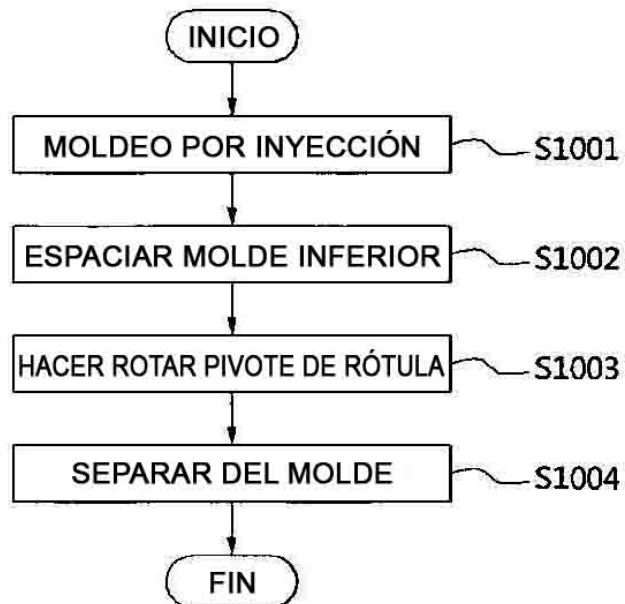 INICIO
MOLDEO POR INYECCIÓN S1001
ESPACIAR MOLDE INFERIOR S1002
HACER ROTAR PIVOTE DE RÓTULA S1003
SEPARAR DEL MOLDE S1004
FIN